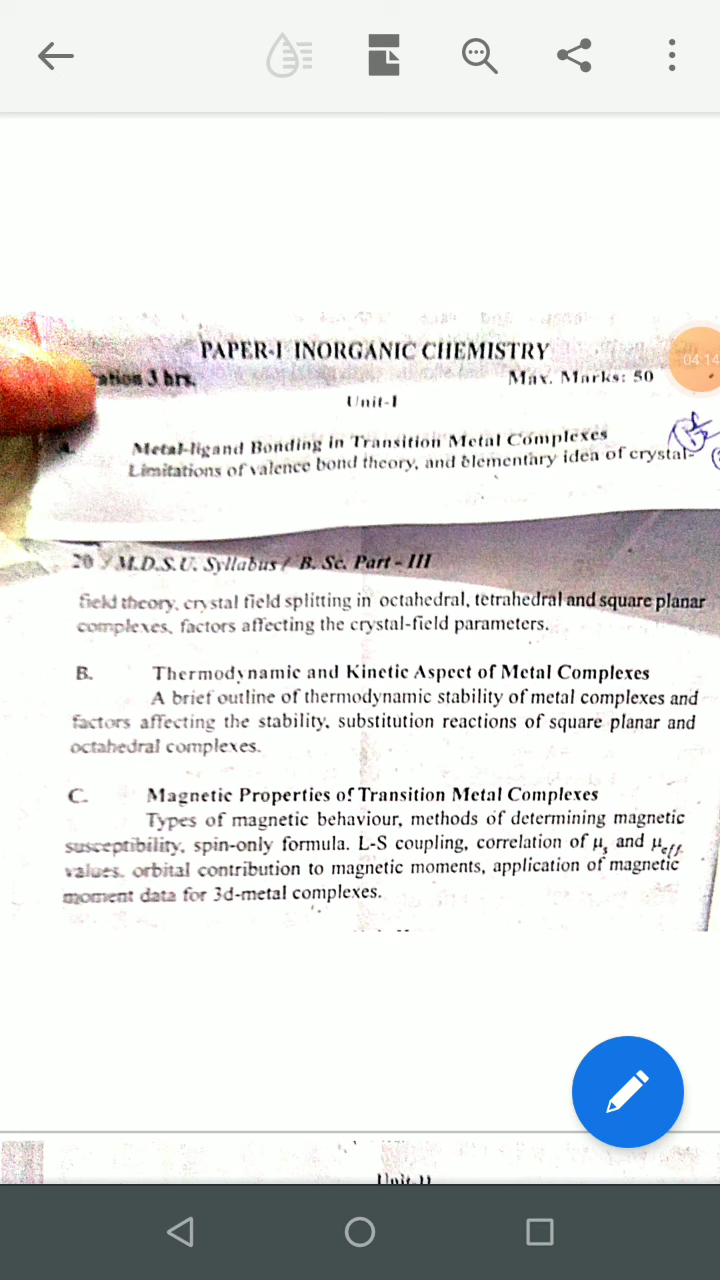 04:14
PAPER-I INORGANIC CHEMISTRY
ation 3 hrs. Max. Marks: 50
Unit-I
A. Metal-ligand Bonding in Transition Metal Complexes
Limitations of valence bond theory, and elementary idea of crystal-
20 / M.D.S.U. Syllabus / B. Sc. Part - III
field theory, crystal field splitting in octahedral, tetrahedral and square planar
complexes, factors affecting the crystal-field parameters.
B. Thermodynamic and Kinetic Aspect of Metal Complexes
A brief outline of thermodynamic stability of metal complexes and
factors affecting the stability, substitution reactions of square planar and
octahedral complexes.
C. Magnetic Properties of Transition Metal Complexes
Types of magnetic behaviour, methods of determining magnetic
susceptibility, spin-only formula. L-S coupling, correlation of μs and μeff
values, orbital contribution to magnetic moments, application of magnetic
moment data for 3d-metal complexes.
Unit-II